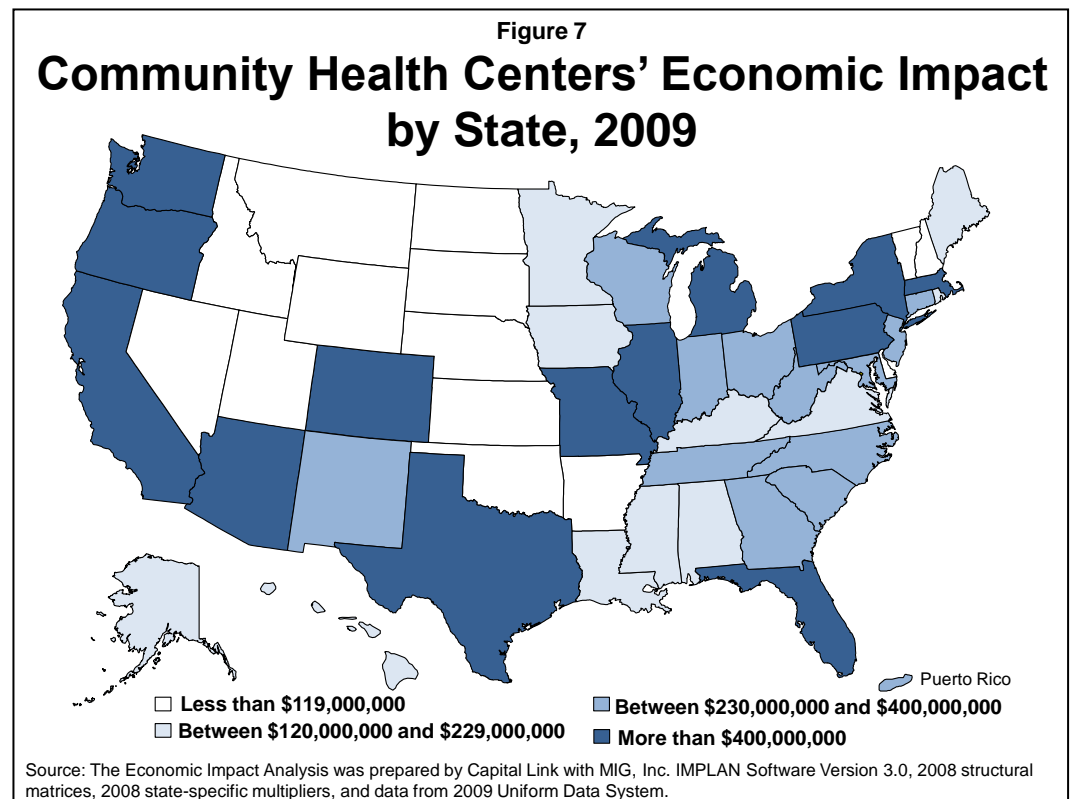 Figure 7
Community Health Centers’ Economic Impact
by State, 2009
Puerto Rico
Less than $119,000,000
Between $120,000,000 and $229,000,000
Between $230,000,000 and $400,000,000
More than $400,000,000
Source: The Economic Impact Analysis was prepared by Capital Link with MIG, Inc. IMPLAN Software Version 3.0, 2008 structural
matrices, 2008 state-specific multipliers, and data from 2009 Uniform Data System.